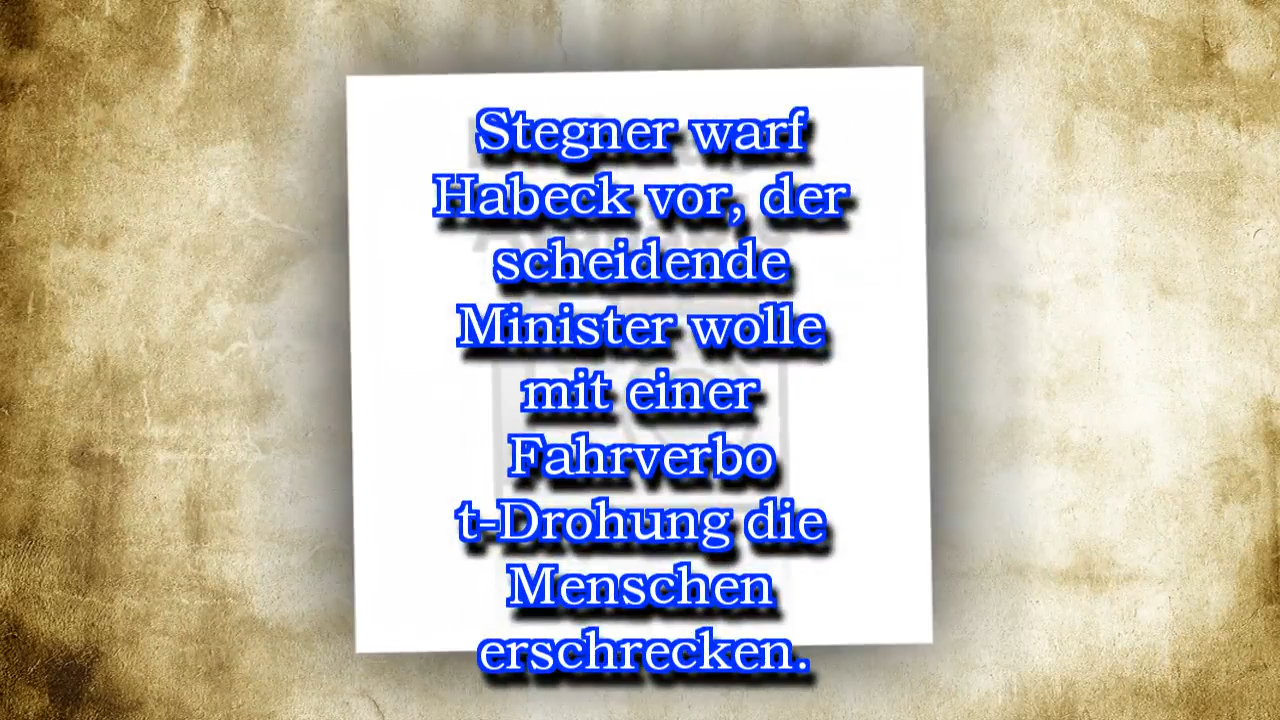 Stegner warf
Habeck vor, der
scheidende
Minister wolle
mit einer
Fahrverbo
t-Drohung die
Menschen
erschrecken.